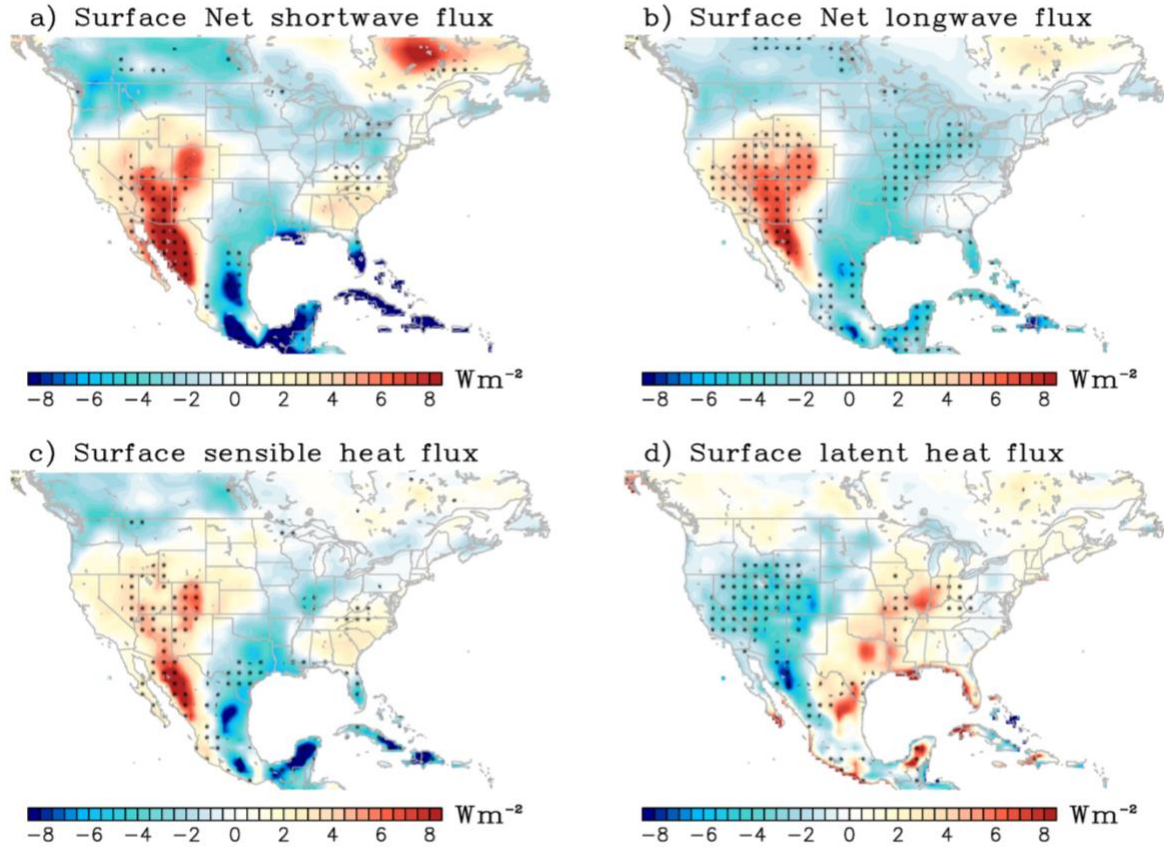 a) Surface Net shortwave flux
b) Surface Net longwave flux
-8 -6 -4 -2 0 2 4 6 8 Wm-2
-8 -6 -4 -2 0 2 4 6 8 Wm-2
c) Surface sensible heat flux
d) Surface latent heat flux
-8 -6 -4 -2 0 2 4 6 8 Wm-2
-8 -6 -4 -2 0 2 4 6 8 Wm-2